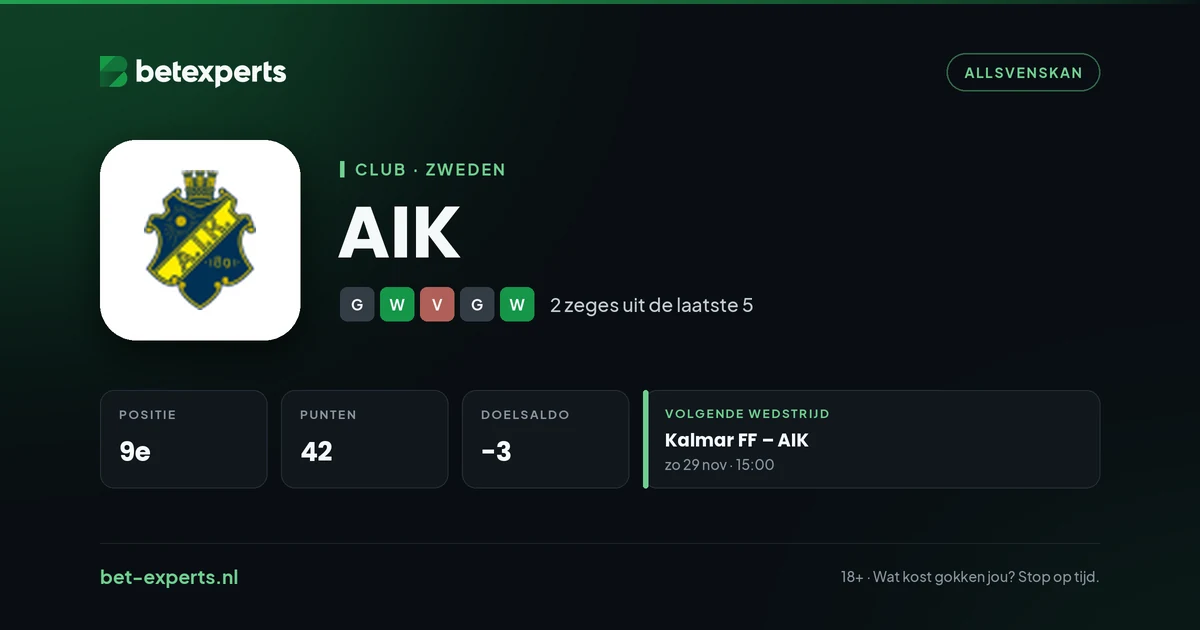 betexperts
ALLSVENSKAN
A.I.K.
1891
CLUB · ZWEDEN
AIK
G W V G W 2 zeges uit de laatste 5
POSITIE
9e
PUNTEN
42
DOELSALDO
−3
VOLGENDE WEDSTRIJD
Kalmar FF – AIK
zo 29 nov · 15:00
bet-experts.nl
18+ · Wat kost gokken jou? Stop op tijd.